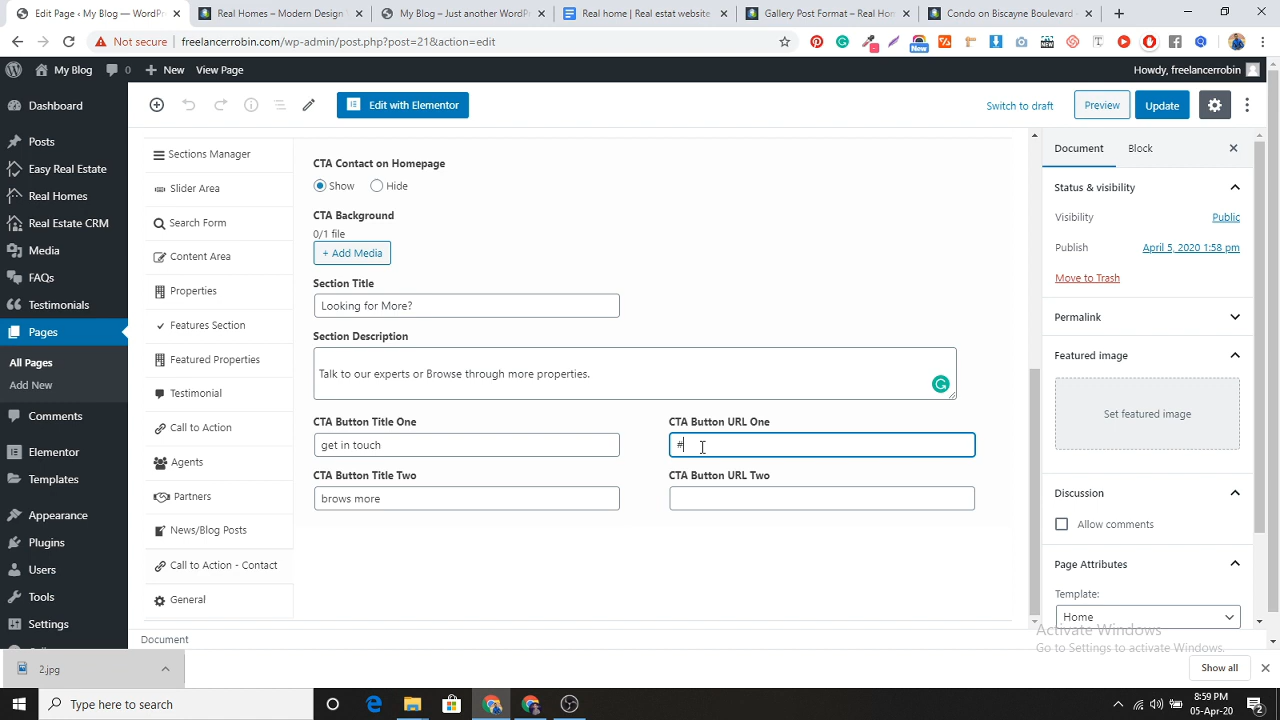 Edit Page ‹ My Blog — WordPr
Real Homes – Modern Design
My Blog – Just another WordPr
Real home | Real estat website
Gallery Post Format – Real Hom
Condo on Biscayne Boulevard
Not secure | freelancerrobin.com/wp-admin/post.php?post=21&action=edit
New
NEW
My Blog
0
New
View Page
Howdy, freelancerrobin
Dashboard
Posts
Easy Real Estate
Real Homes
Real Estate CRM
Media
FAQs
Testimonials
Pages
All Pages
Add New
Comments
Elementor
Templates
Appearance
Plugins
Users
Tools
Settings
Edit with Elementor
Switch to draft
Preview
Update
Sections Manager
Slider Area
Search Form
Content Area
Properties
Features Section
Featured Properties
Testimonial
Call to Action
Agents
Partners
News/Blog Posts
Call to Action - Contact
General
CTA Contact on Homepage
Show
Hide
CTA Background
0/1 file
+ Add Media
Section Title
Looking for More?
Section Description
Talk to our experts or Browse through more properties.
CTA Button Title One
CTA Button URL One
get in touch
#
CTA Button Title Two
CTA Button URL Two
brows more
Document
Block
Status & visibility
Visibility
Public
Publish
April 5, 2020 1:58 pm
Move to Trash
Permalink
Featured image
Set featured image
Discussion
Allow comments
Page Attributes
Template:
Home
Activate Windows
Go to Settings to activate Windows.
Document
2.jpg
Show all
Type here to search
8:59 PM
05-Apr-20
2